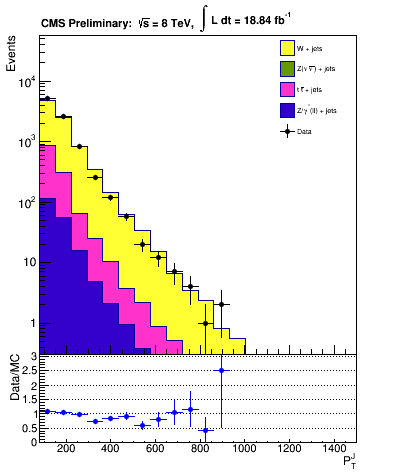 CMS Preliminary: √s = 8 TeV, ∫ L dt = 18.84 fb⁻¹
Events
10⁴
10³
10²
10
1
W + jets
Z(ν ν̄) + jets
t t̄ + jets
Z/γ*(ll) + jets
Data
Data/MC
3
2.5
2
1.5
1
0.5
0
200 400 600 800 1000 1200 1400
P_T^J